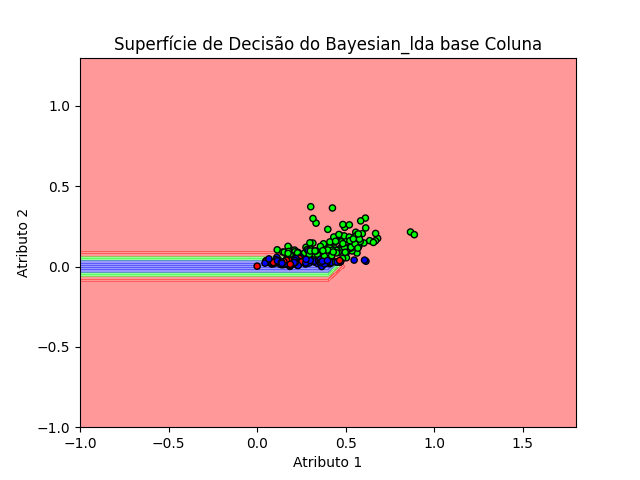 Superfície de Decisão do Bayesian_lda base Coluna
1.0
0.5
0.0
−0.5
−1.0
Atributo 2
−1.0 −0.5 0.0 0.5 1.0 1.5
Atributo 1